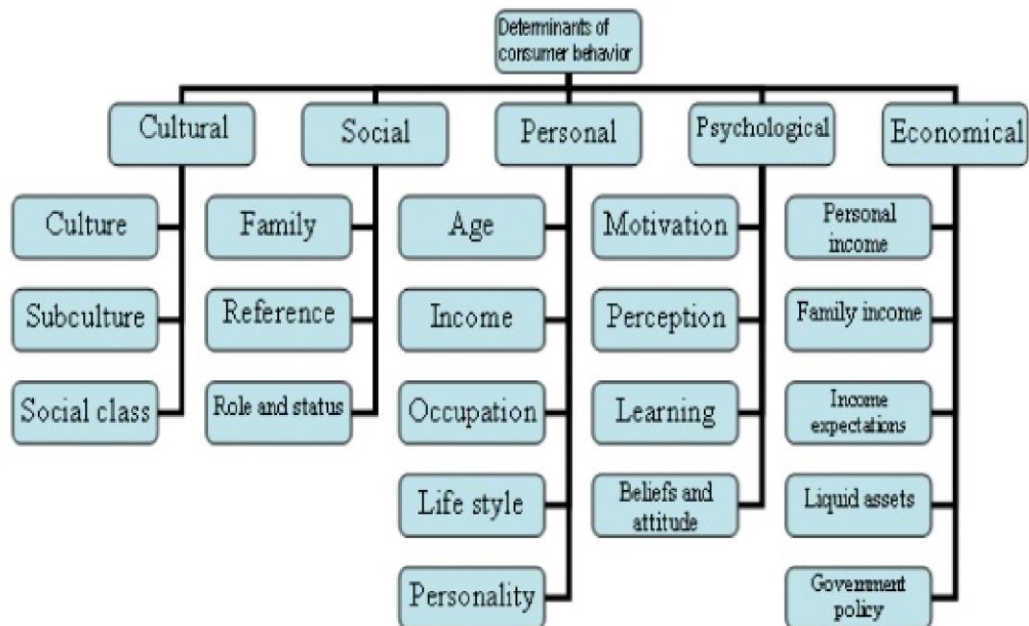 Determinants of
consumer behavior
Cultural
Social
Personal
Psychological
Economical
Culture
Subculture
Social class
Family
Reference
Role and status
Age
Income
Occupation
Life style
Personality
Motivation
Perception
Learning
Beliefs and
attitude
Personal
income
Family income
Income
expectations
Liquid assets
Government
policy